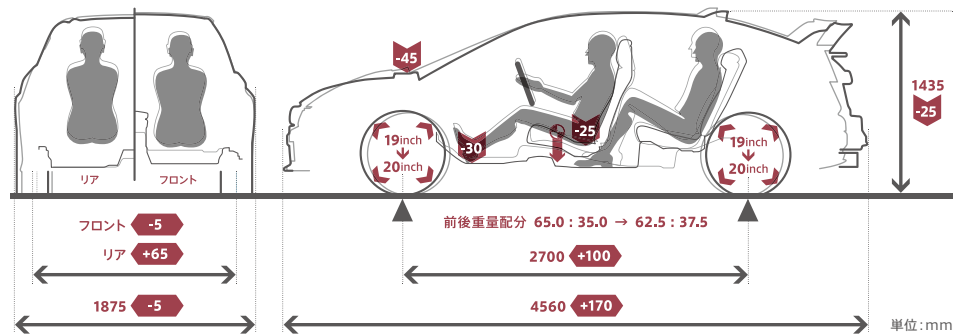 -45
1435
-25
19inch
20inch
-30
-25
19inch
20inch
リア
フロント
フロント -5
リア +65
1875 -5
前後重量配分 65.0 : 35.0 → 62.5 : 37.5
2700 +100
4560 +170
単位:mm